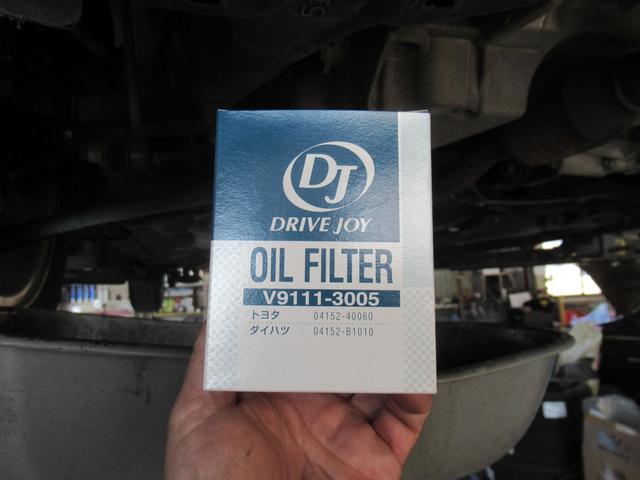 DJ
DRIVE JOY
OIL FILTER
V9111-3005
トヨタ 04152-40060
ダイハツ 04152-B1010